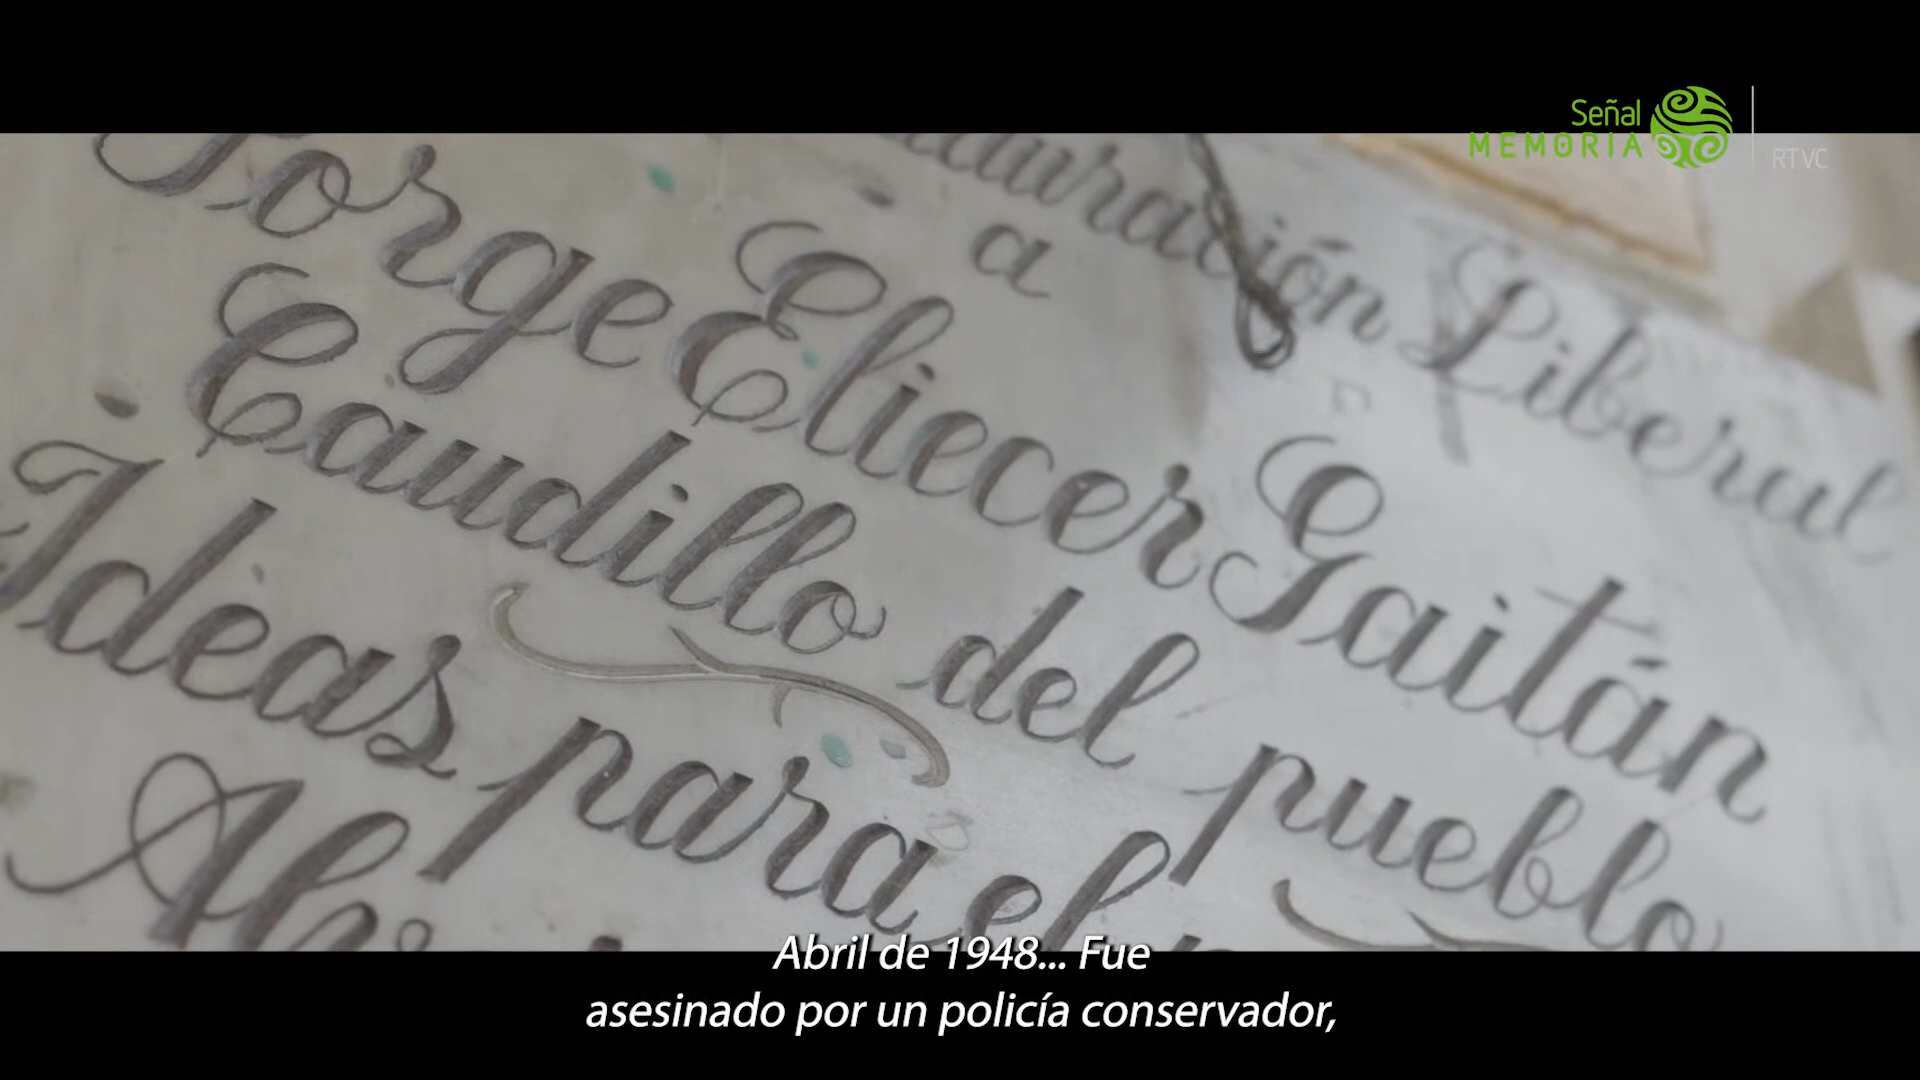 Señal
MEMORIA
RTVC
Liberal
a
Jorge Eliecer Gaitán
Caudillo del pueblo
Ideas para el
Abril de 1948... Fue
asesinado por un policía conservador,